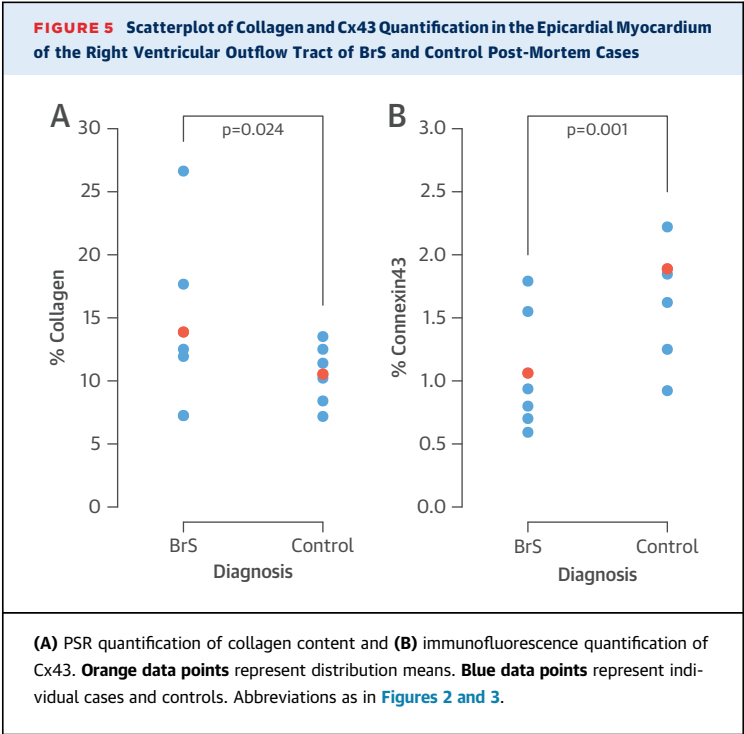 FIGURE 5 Scatterplot of Collagen and Cx43 Quantification in the Epicardial Myocardium
of the Right Ventricular Outflow Tract of BrS and Control Post-Mortem Cases
A
30
25
20
15
10
5
0
% Collagen
p=0.024
BrS
Control
Diagnosis
B
3.0
2.5
2.0
1.5
1.0
0.5
0.0
% Connexin43
p=0.001
BrS
Control
Diagnosis
(A) PSR quantification of collagen content and (B) immunofluorescence quantification of
Cx43. Orange data points represent distribution means. Blue data points represent indi-
vidual cases and controls. Abbreviations as in Figures 2 and 3.